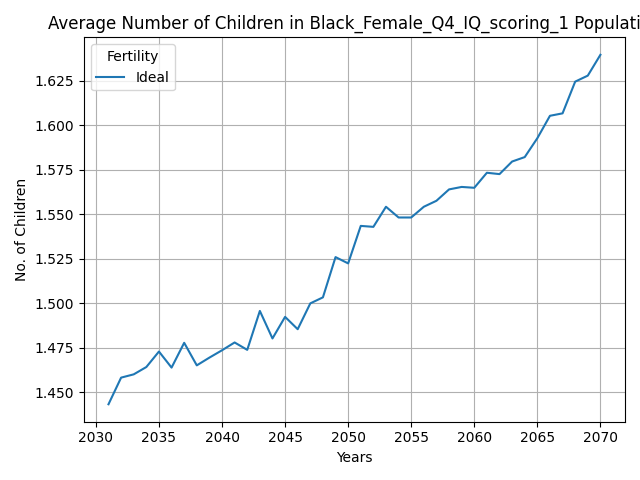 Average Number of Children in Black_Female_Q4_IQ_scoring_1 Populati
Fertility
Ideal
No. of Children
1.625
1.600
1.575
1.550
1.525
1.500
1.475
1.450
2030 2035 2040 2045 2050 2055 2060 2065 2070
Years